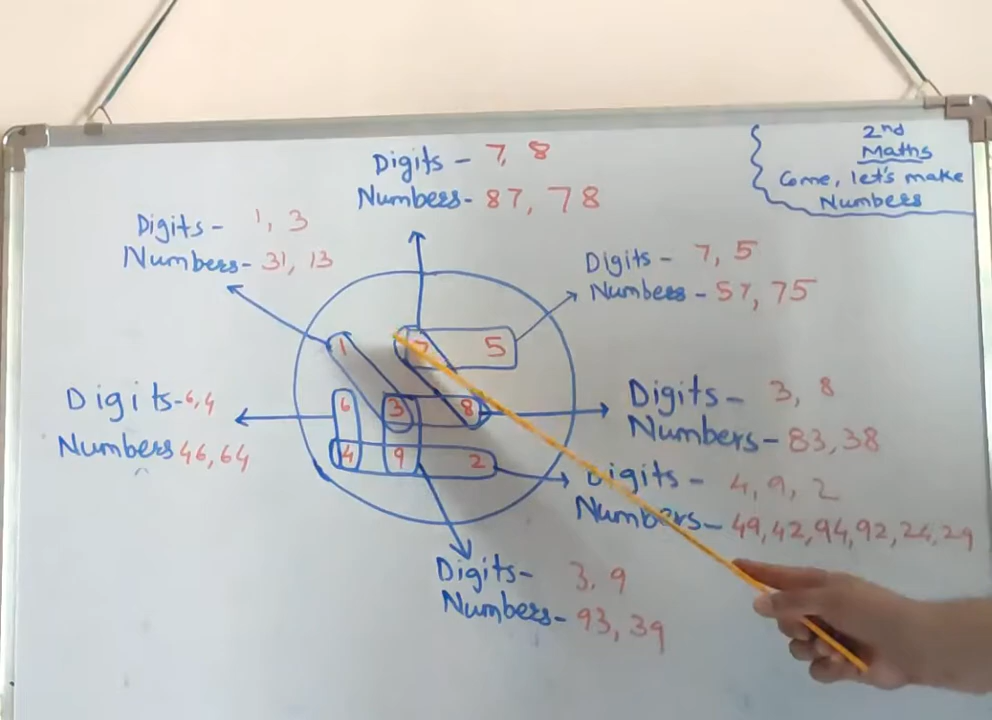 2nd
Maths
Come, let's make
Numbers
Digits - 7, 8
Numbers- 87, 78
Digits - 1, 3
Numbers- 31, 13
Digits - 7, 5
Numbers - 57, 75
1 7 5
6 3 8
4 9 2
Digits- 6,4
Numbers 46, 64
Digits - 3, 8
Numbers - 83, 38
Digits - 4, 9, 2
Numbers - 49, 42, 94, 92, 24, 29
Digits- 3, 9
Numbers- 93, 39